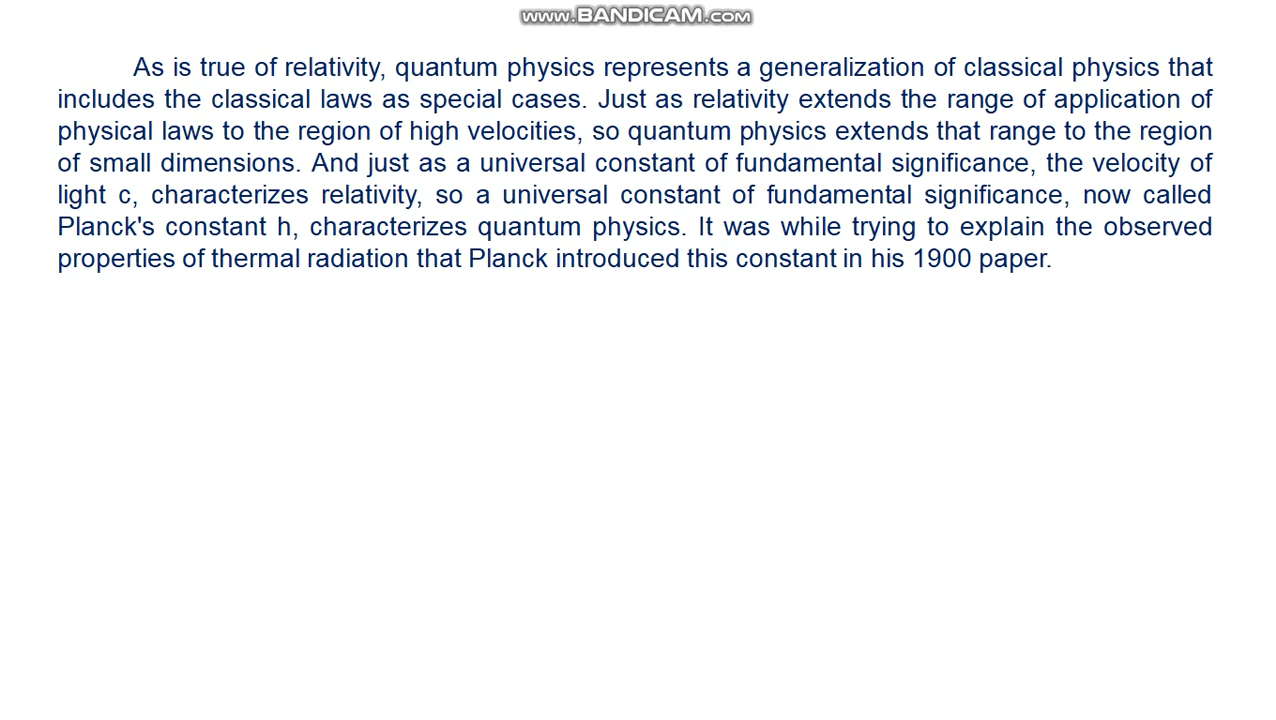 www.BANDICAM.com
As is true of relativity, quantum physics represents a generalization of classical physics that
includes the classical laws as special cases. Just as relativity extends the range of application of
physical laws to the region of high velocities, so quantum physics extends that range to the region
of small dimensions. And just as a universal constant of fundamental significance, the velocity of
light c, characterizes relativity, so a universal constant of fundamental significance, now called
Planck's constant h, characterizes quantum physics. It was while trying to explain the observed
properties of thermal radiation that Planck introduced this constant in his 1900 paper.